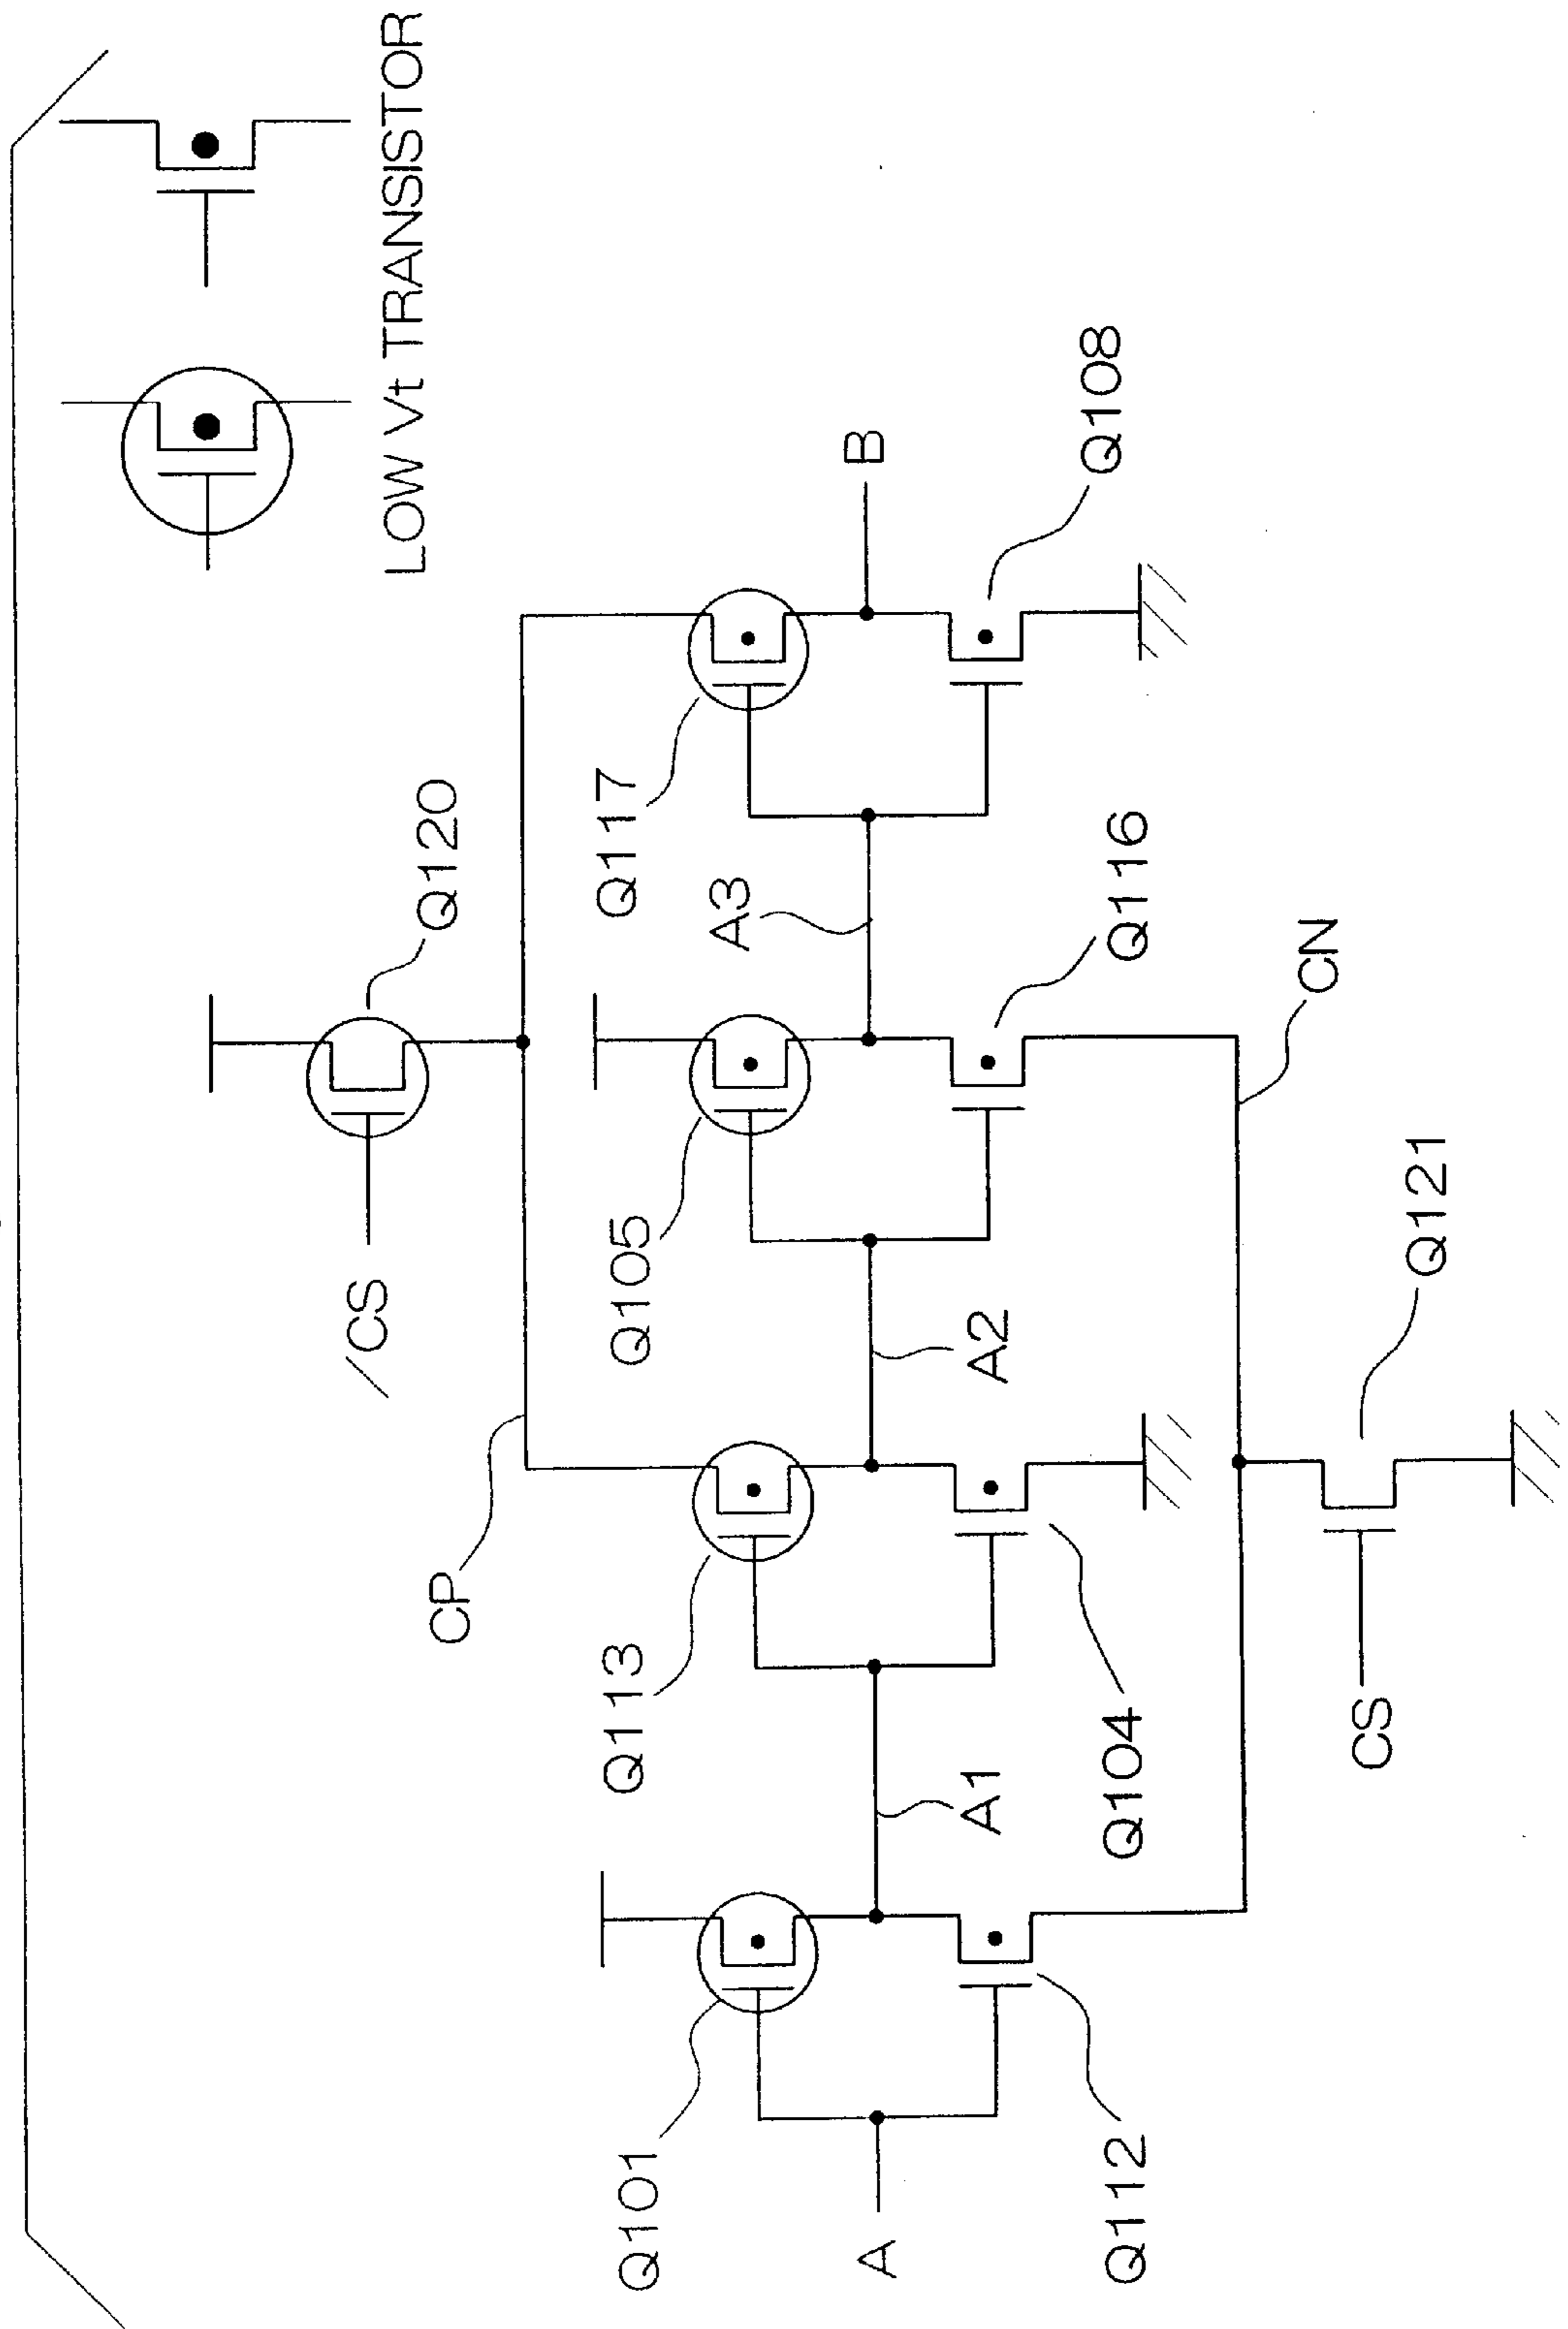 LOW Vt TRANSISTOR
/CS
Q120
CP
Q101
Q113
Q105
Q117
A3
A
B
A1
A2
Q112
Q104
Q116
Q108
CN
CS
Q121